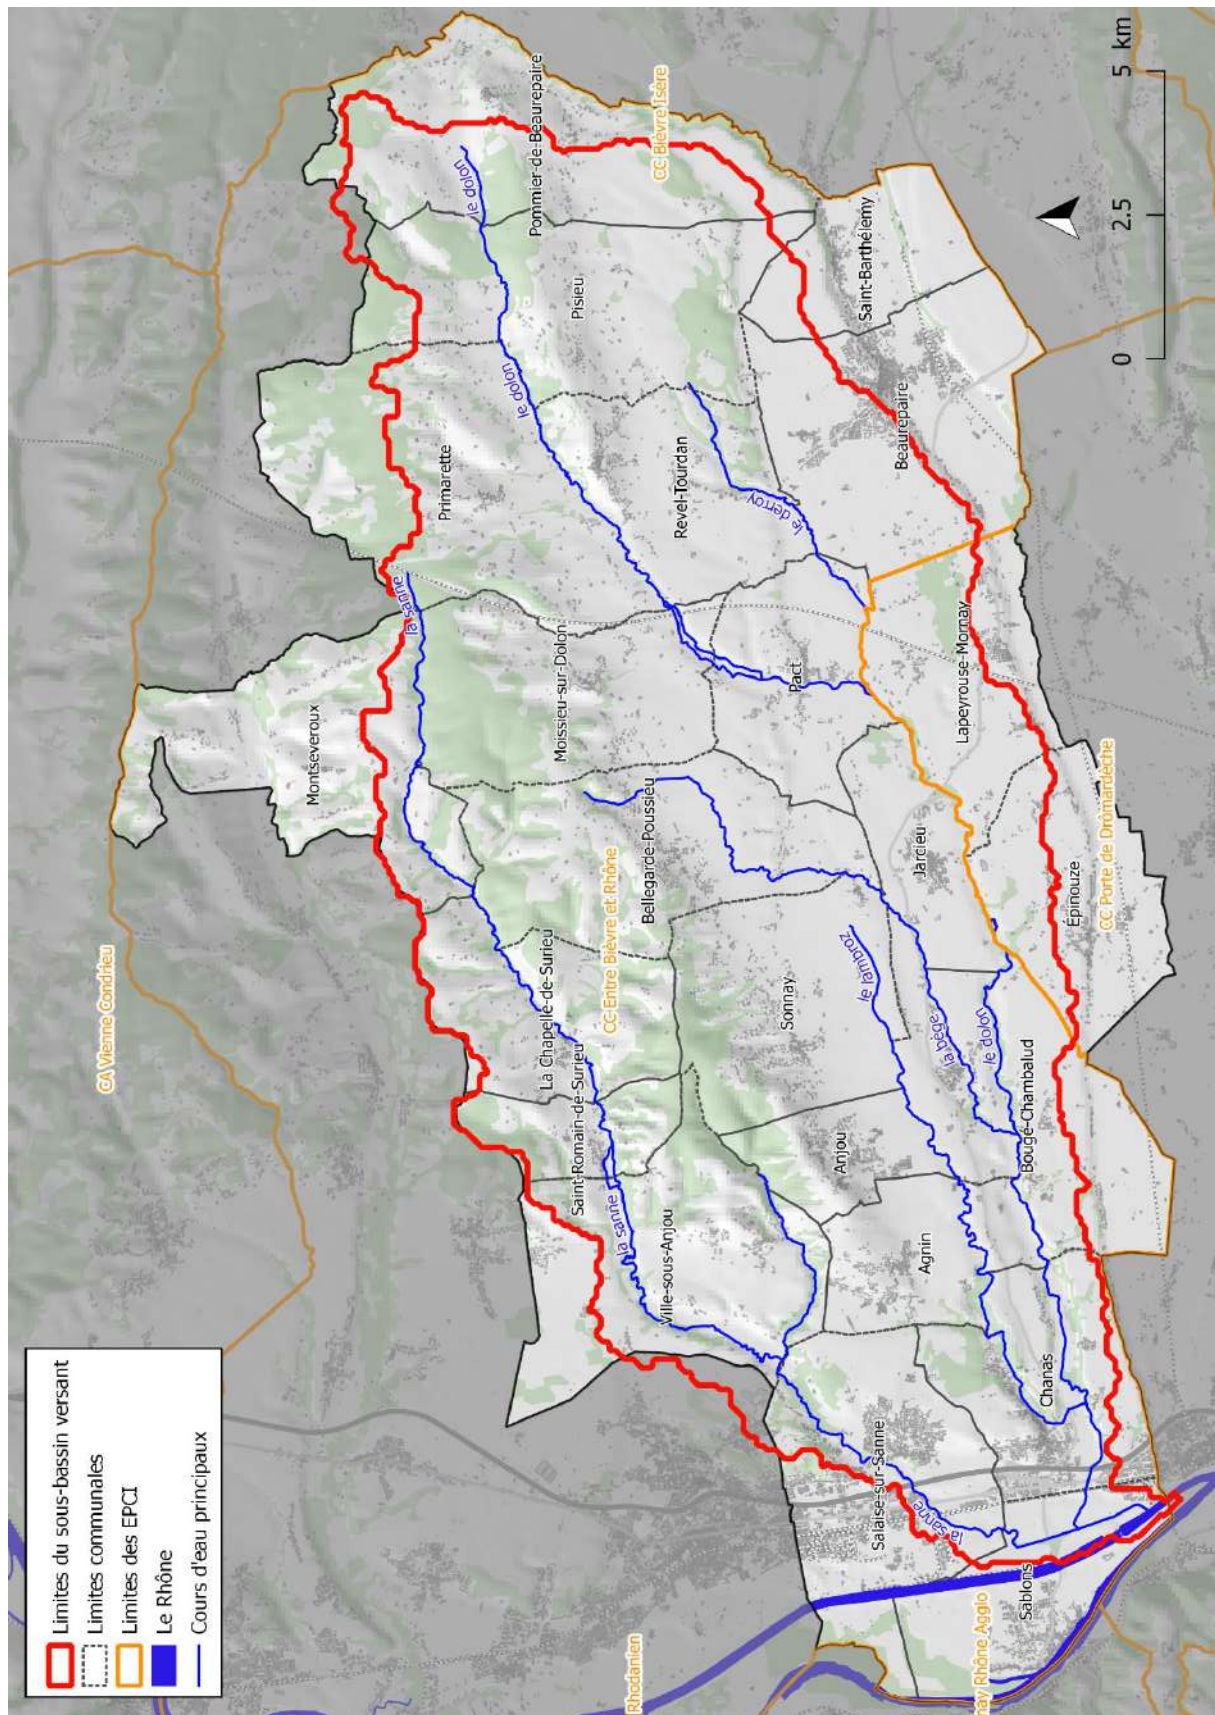 Limites du sous-bassin versant
Limites communales
Limites des EPCI
Le Rhône
Cours d'eau principaux
CA Vienne Condrieu
Montseveroux
la sanne
Primarette
le dolon
Pommier-de-Beaurepaire
La Chapelle-de-Surieu
Saint-Romain-de-Surieu
CC Entre Bièvre et Rhône
Bellegarde-Poussieu
Moissieu-sur-Dolon
le dolon
Pisieu
CC Bièvre Isère
la sanne
Ville-sous-Anjou
Rhodanien
Revel-Tourdan
Sonnay
Anjou
le lambroz
Pact
le derroy
Saint-Barthélemy
Salaise-sur-Sanne
Agnin
Jarcieu
Beaurepaire
la sanne
la bège
le dolon
Lapeyrouse-Mornay
Bougé-Chambalud
Chanas
Sablons
nay Rhône Agglo
Epinouze
CC Porte de DrômArdèche
0 2.5 5 km